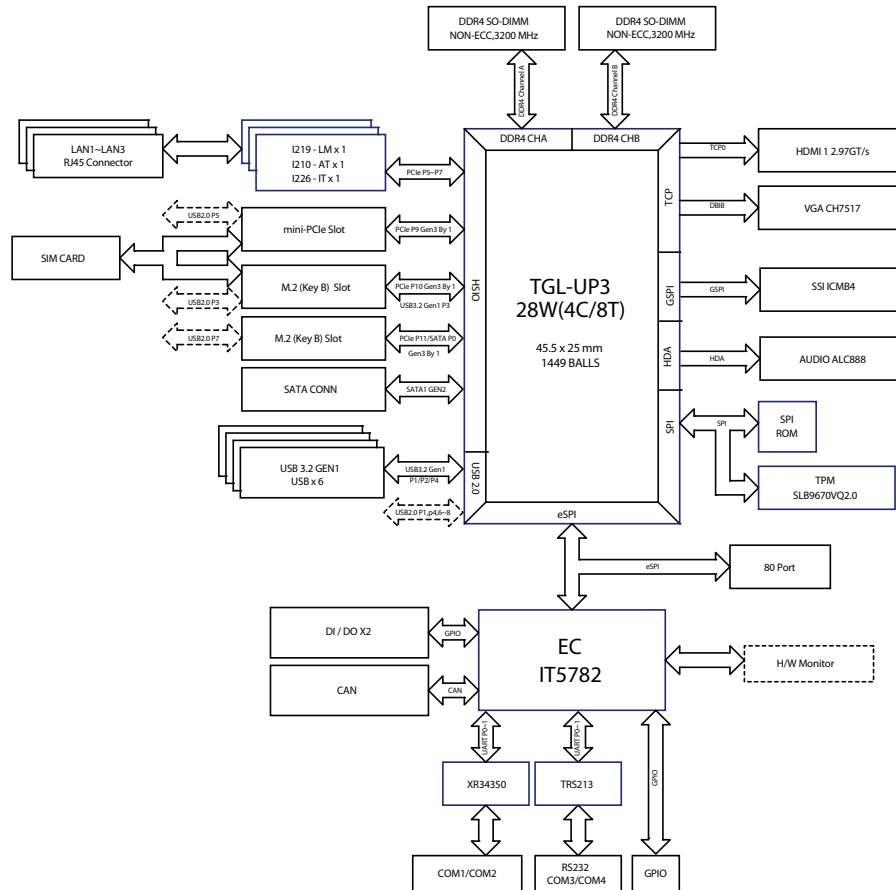 DDR4 SO-DIMM
NON-ECC,3200 MHz
DDR4 SO-DIMM
NON-ECC,3200 MHz
DDR4 Channel A
DDR4 Channel B
LAN1~LAN3
RJ45 Connector
I219 - LM x 1
I210 - AT x 1
I226 - IT x 1
PCIe P5~P7
DDR4 CHA
DDR4 CHB
TCP0
HDMI 1 2.97GT/s
TCP
DBIB
VGA CH7517
USB2.0 P5
mini-PCIe Slot
PCIe P9 Gen3 By 1
SIM CARD
M.2 (Key B) Slot
PCIe P10 Gen3 By 1
USB3.2 Gen1 P3
USB2.0 P3
HSIO
TGL-UP3
28W(4C/8T)
45.5 x 25 mm
1449 BALLS
GSPI
GSPI
SSI ICMB4
USB2.0 P7
M.2 (Key B) Slot
PCIe P11/SATA P0
Gen3 By 1
HDA
HDA
AUDIO ALC888
SATA CONN
SATA1 GEN2
SPI
SPI
SPI
ROM
TPM
SLB9670VQ2.0
USB 3.2 GEN1
USB x 6
USB3.2 Gen1
P1/P2/P4
USB 2.0
USB2.0 P1,p4,6~8
eSPI
eSPI
80 Port
DI / DO X2
GPIO
EC
IT5782
H/W Monitor
CAN
CAN
UART P0~1
UART P0~1
GPIO
XR34350
TRS213
COM1/COM2
RS232
COM3/COM4
GPIO